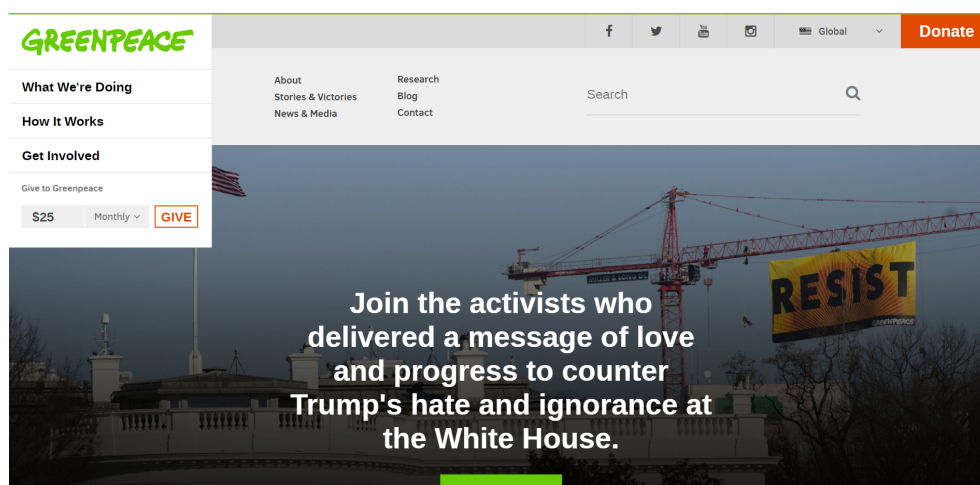 GREENPEACE
Global
Donate
What We're Doing
How It Works
Get Involved
Give to Greenpeace
$25
Monthly
GIVE
About
Stories & Victories
News & Media
Research
Blog
Contact
Search
RESIST
GREENPEACE
Join the activists who
delivered a message of love
and progress to counter
Trump's hate and ignorance at
the White House.